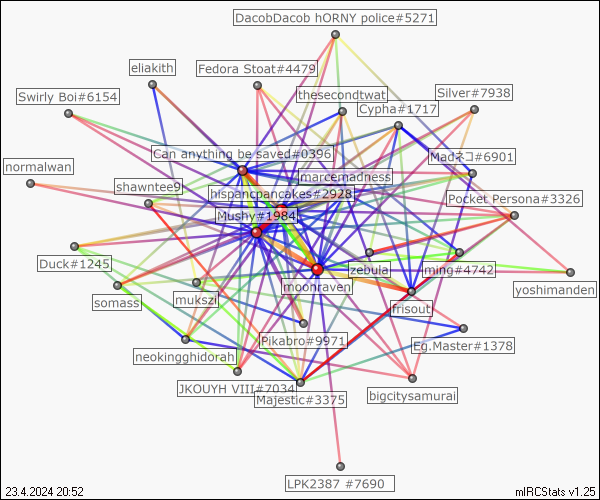 DacobDacob hORNY police#5271
eliakith
Fedora Stoat#4479
Swirly Boi#6154
thesecondtwat
Silver#7938
Cypha#1717
Can anything be saved#0396
Madネコ#6901
normalwan
marcernadness
shawntee9
hispancpancakes#2928
Pocket Persona#3326
Mushy#1984
Duck#1245
zebula
ming#4742
moonraven
yoshimanden
somass
mukszi
frisout
Pikabro#9971
Eg.Master#1378
neokingghidorah
JKOUYH VIII#7034
Majestic#3375
bigcitysamurai
LPK2387 #7690
23.4.2024 20:52
mIRCStats v1.25